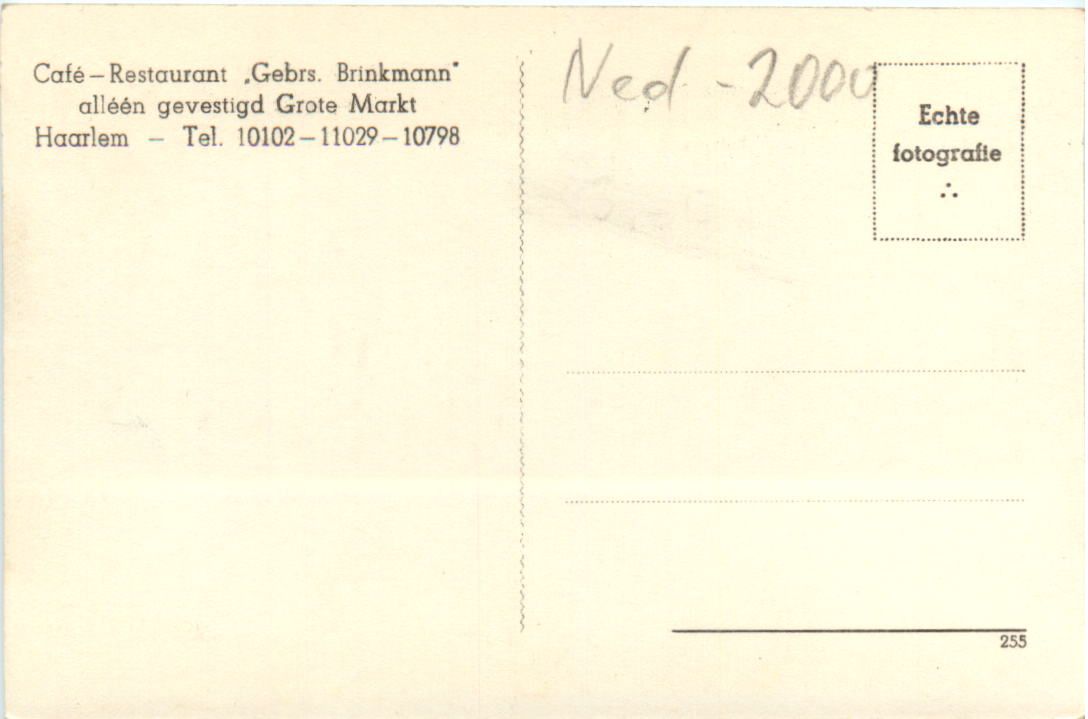 Café – Restaurant „Gebrs. Brinkmann"
alléén gevestigd Grote Markt
Haarlem – Tel. 10102 – 11029 – 10798
Ned - 2000
Echte
fotografie
255